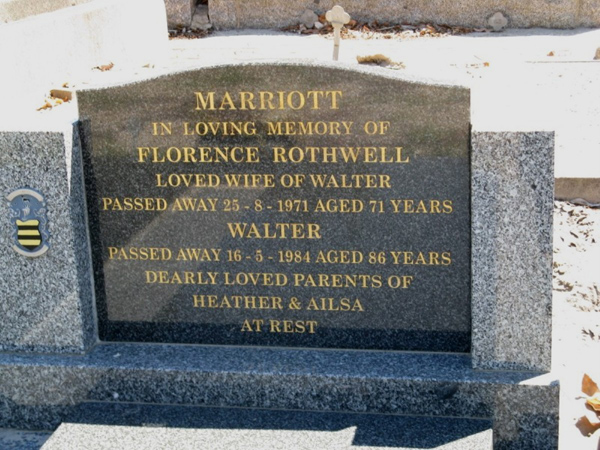 MARRIOTT
IN LOVING MEMORY OF
FLORENCE ROTHWELL
LOVED WIFE OF WALTER
PASSED AWAY 25 - 8 - 1971 AGED 71 YEARS
WALTER
PASSED AWAY 16 - 5 - 1984 AGED 86 YEARS
DEARLY LOVED PARENTS OF
HEATHER & AILSA
AT REST